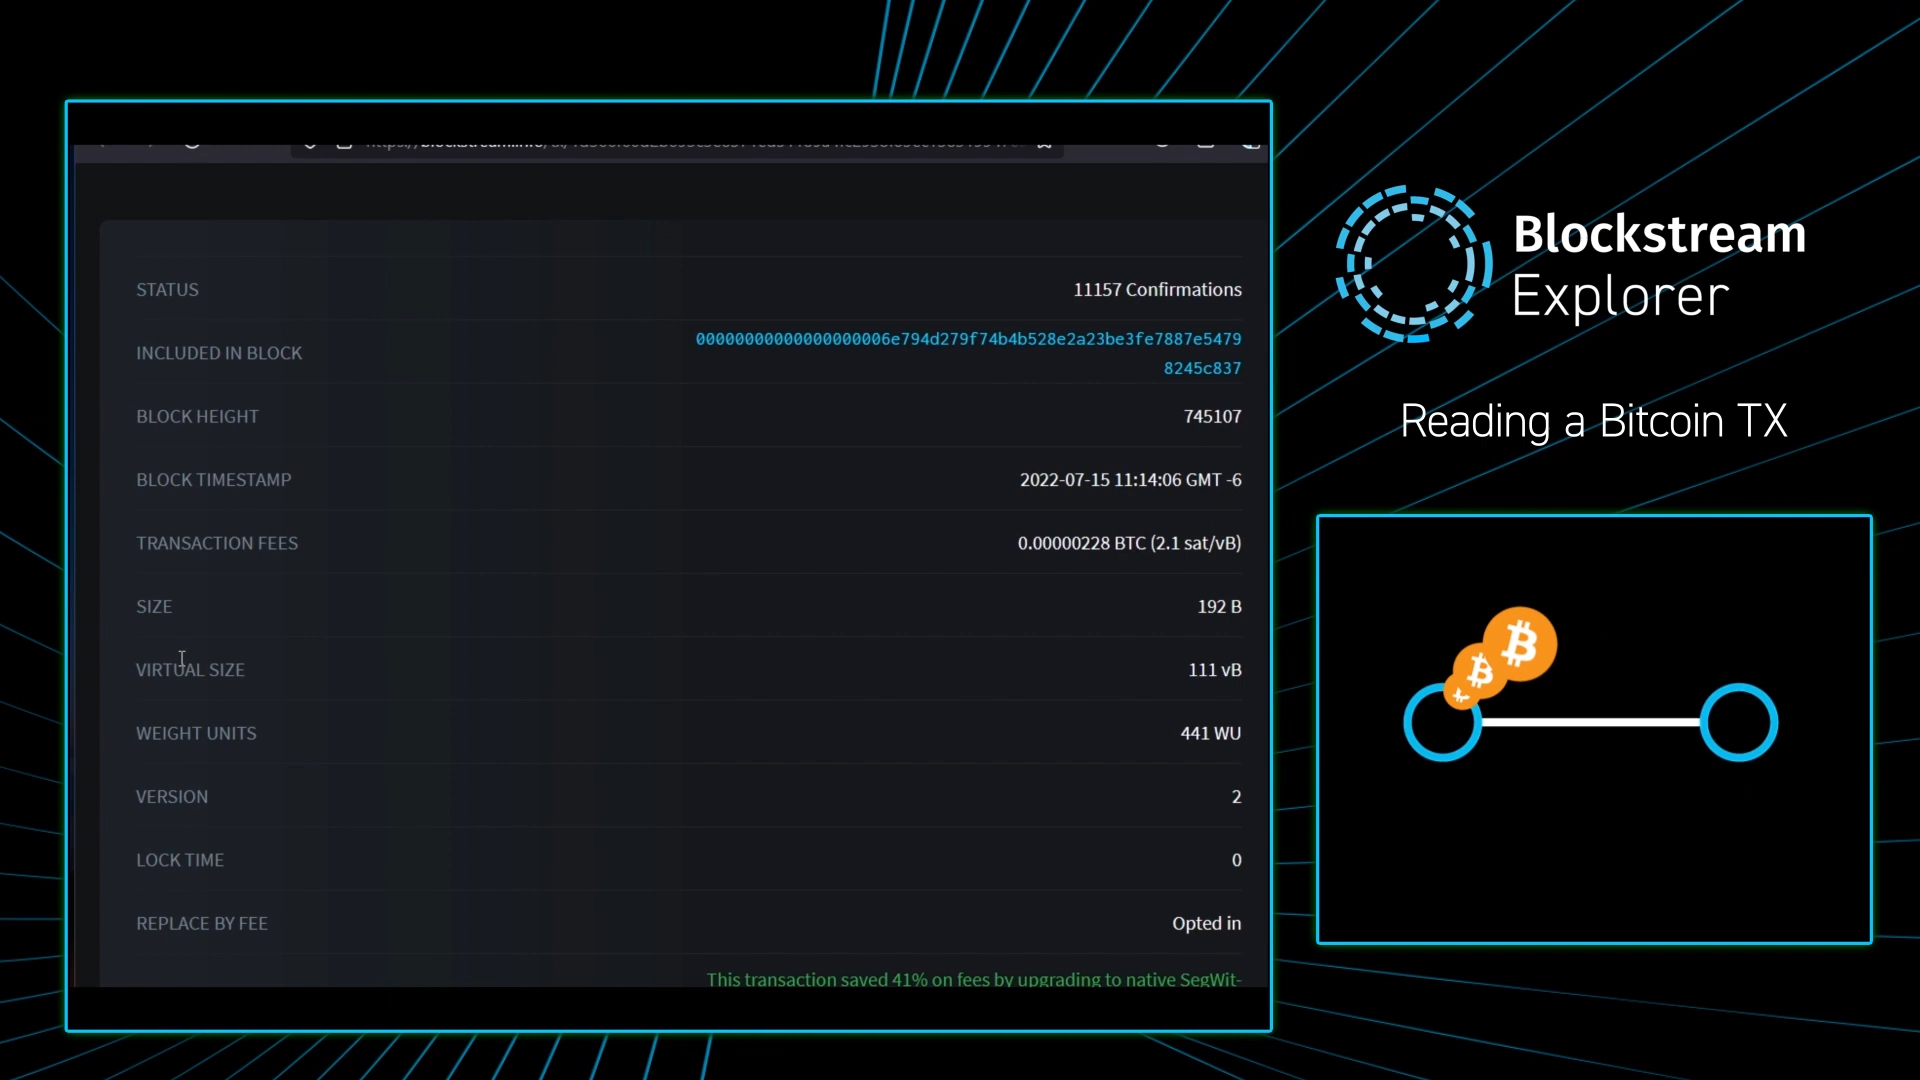 STATUS 11157 Confirmations
INCLUDED IN BLOCK 00000000000000000006e794d279f74b4b528e2a23be3fe7887e5479
8245c837
BLOCK HEIGHT 745107
BLOCK TIMESTAMP 2022-07-15 11:14:06 GMT -6
TRANSACTION FEES 0.00000228 BTC (2.1 sat/vB)
SIZE 192 B
VIRTUAL SIZE 111 vB
WEIGHT UNITS 441 WU
VERSION 2
LOCK TIME 0
REPLACE BY FEE Opted in
This transaction saved 41% on fees by upgrading to native SegWit-
Blockstream
Explorer
Reading a Bitcoin TX